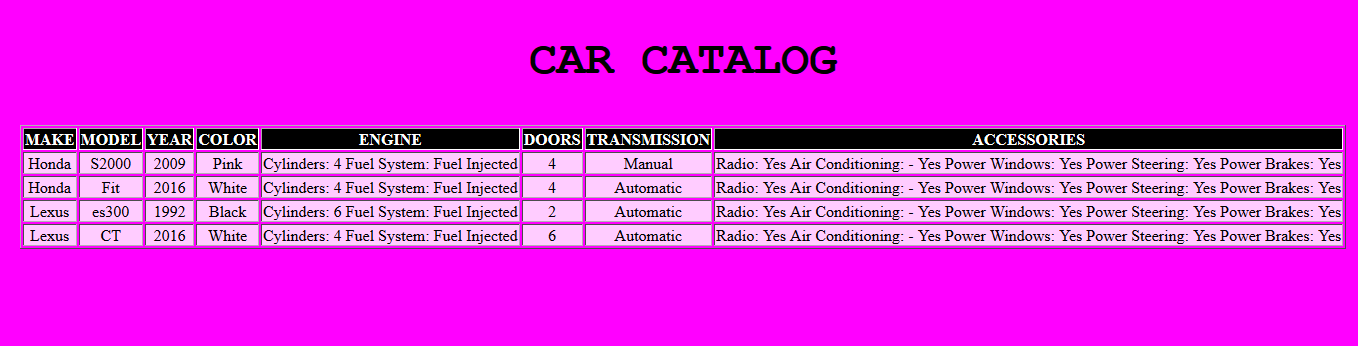 CAR CATALOG
MAKE MODEL YEAR COLOR ENGINE DOORS TRANSMISSION ACCESSORIES
Honda S2000 2009 Pink Cylinders: 4 Fuel System: Fuel Injected 4 Manual Radio: Yes Air Conditioning: - Yes Power Windows: Yes Power Steering: Yes Power Brakes: Yes
Honda Fit 2016 White Cylinders: 4 Fuel System: Fuel Injected 4 Automatic Radio: Yes Air Conditioning: - Yes Power Windows: Yes Power Steering: Yes Power Brakes: Yes
Lexus es300 1992 Black Cylinders: 6 Fuel System: Fuel Injected 2 Automatic Radio: Yes Air Conditioning: - Yes Power Windows: Yes Power Steering: Yes Power Brakes: Yes
Lexus CT 2016 White Cylinders: 4 Fuel System: Fuel Injected 6 Automatic Radio: Yes Air Conditioning: - Yes Power Windows: Yes Power Steering: Yes Power Brakes: Yes